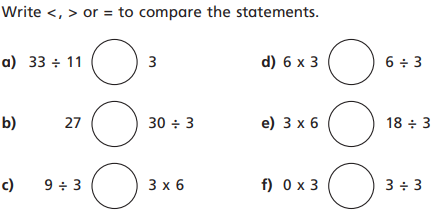 Write <, > or = to compare the statements.
a) 33 ÷ 11 3 d) 6 x 3 6 ÷ 3
b) 27 30 ÷ 3 e) 3 x 6 18 ÷ 3
c) 9 ÷ 3 3 x 6 f) 0 x 3 3 ÷ 3